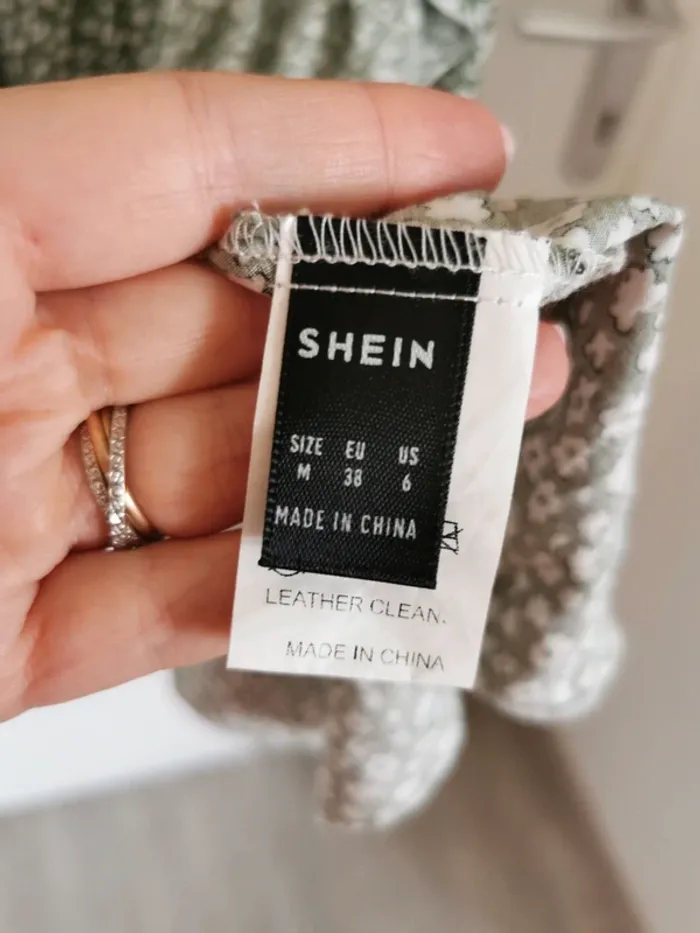 SHEIN
SIZE EU US
M 38 6
MADE IN CHINA
LEATHER CLEAN.
MADE IN CHINA